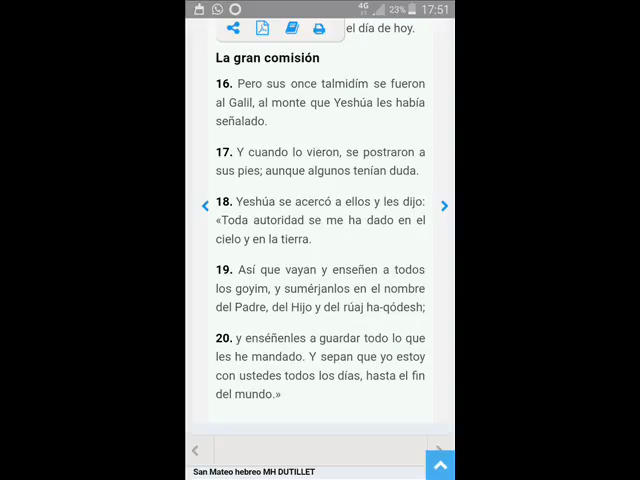 4G 23% 17:51
el día de hoy.
La gran comisión
16. Pero sus once talmidím se fueron
al Galil, al monte que Yeshúa les había
señalado.
17. Y cuando lo vieron, se postraron a
sus pies; aunque algunos tenían duda.
18. Yeshúa se acercó a ellos y les dijo:
«Toda autoridad se me ha dado en el
cielo y en la tierra.
19. Así que vayan y enseñen a todos
los goyim, y sumérjanlos en el nombre
del Padre, del Hijo y del rúaj ha-qódesh;
20. y enséñenles a guardar todo lo que
les he mandado. Y sepan que yo estoy
con ustedes todos los días, hasta el fin
del mundo.»
San Mateo hebreo MH DUTILLET